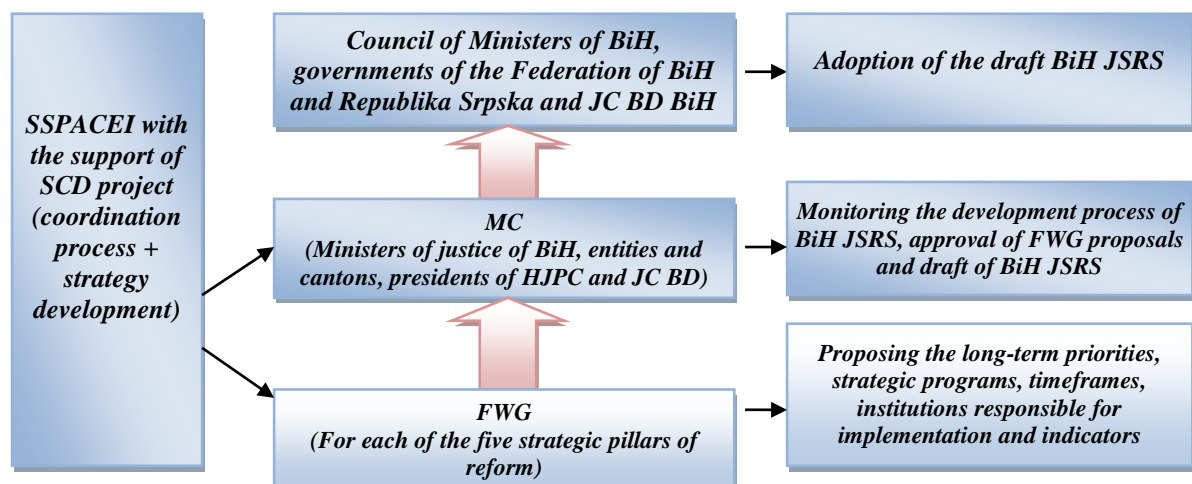 SSPACEI with
the support of
SCD project
(coordination
process +
strategy
development)
Council of Ministers of BiH,
governments of the Federation of BiH
and Republika Srpska and JC BD BiH
Adoption of the draft BiH JSRS
MC
(Ministers of justice of BiH, entities and
cantons, presidents of HJPC and JC BD)
Monitoring the development process of
BiH JSRS, approval of FWG proposals
and draft of BiH JSRS
FWG
(For each of the five strategic pillars of
reform)
Proposing the long-term priorities,
strategic programs, timeframes,
institutions responsible for
implementation and indicators